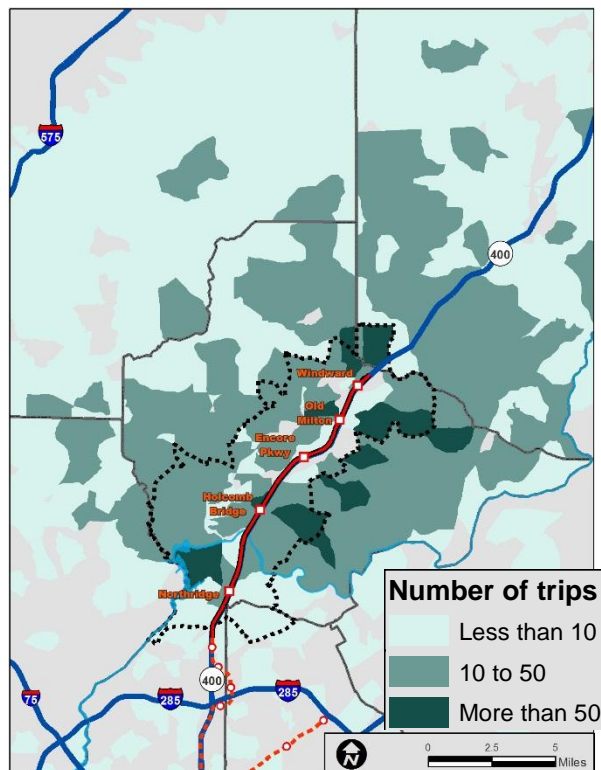 575
400
Windward
Old
Milton
Encore
Pkwy
Holcomb
Bridge
Northridge
Number of trips
Less than 10
10 to 50
More than 50
400
75
285
285
N
0 2.5 5
Miles